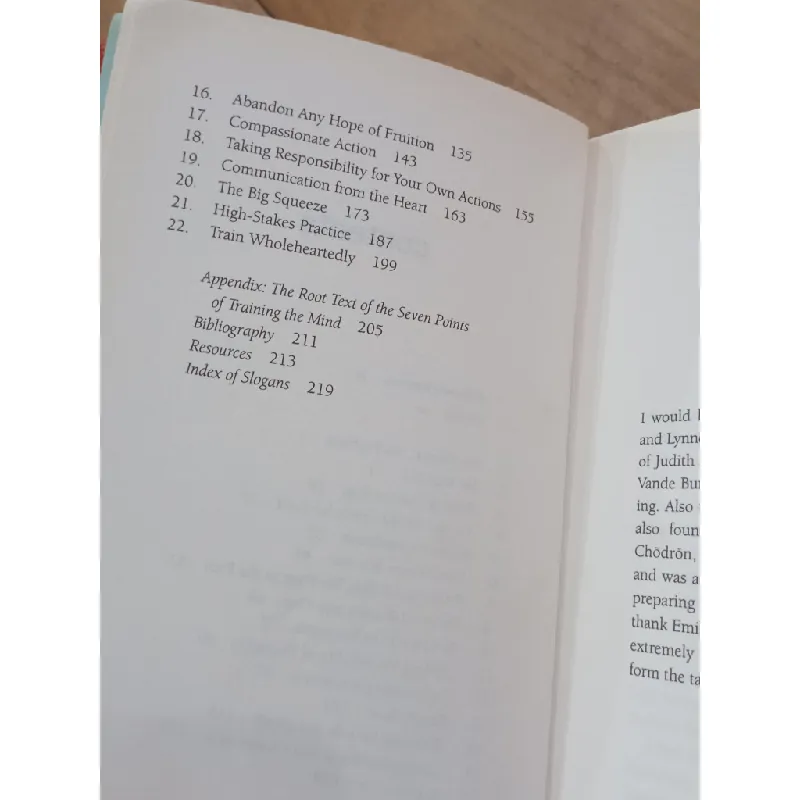 16. Abandon Any Hope of Fruition 135
17. Compassionate Action 143
18. Taking Responsibility for Your Own Actions 155
19. Communication from the Heart 163
20. The Big Squeeze 173
21. High-Stakes Practice 187
22. Train Wholeheartedly 199
Appendix: The Root Text of the Seven Points
of Training the Mind 205
Bibliography 211
Resources 213
Index of Slogans 219
I would
and Lynn
of Judith
Vande Bu
ing. Also
also foun
Chödrön,
and was a
preparing
thank Emi
extremely
form the ta